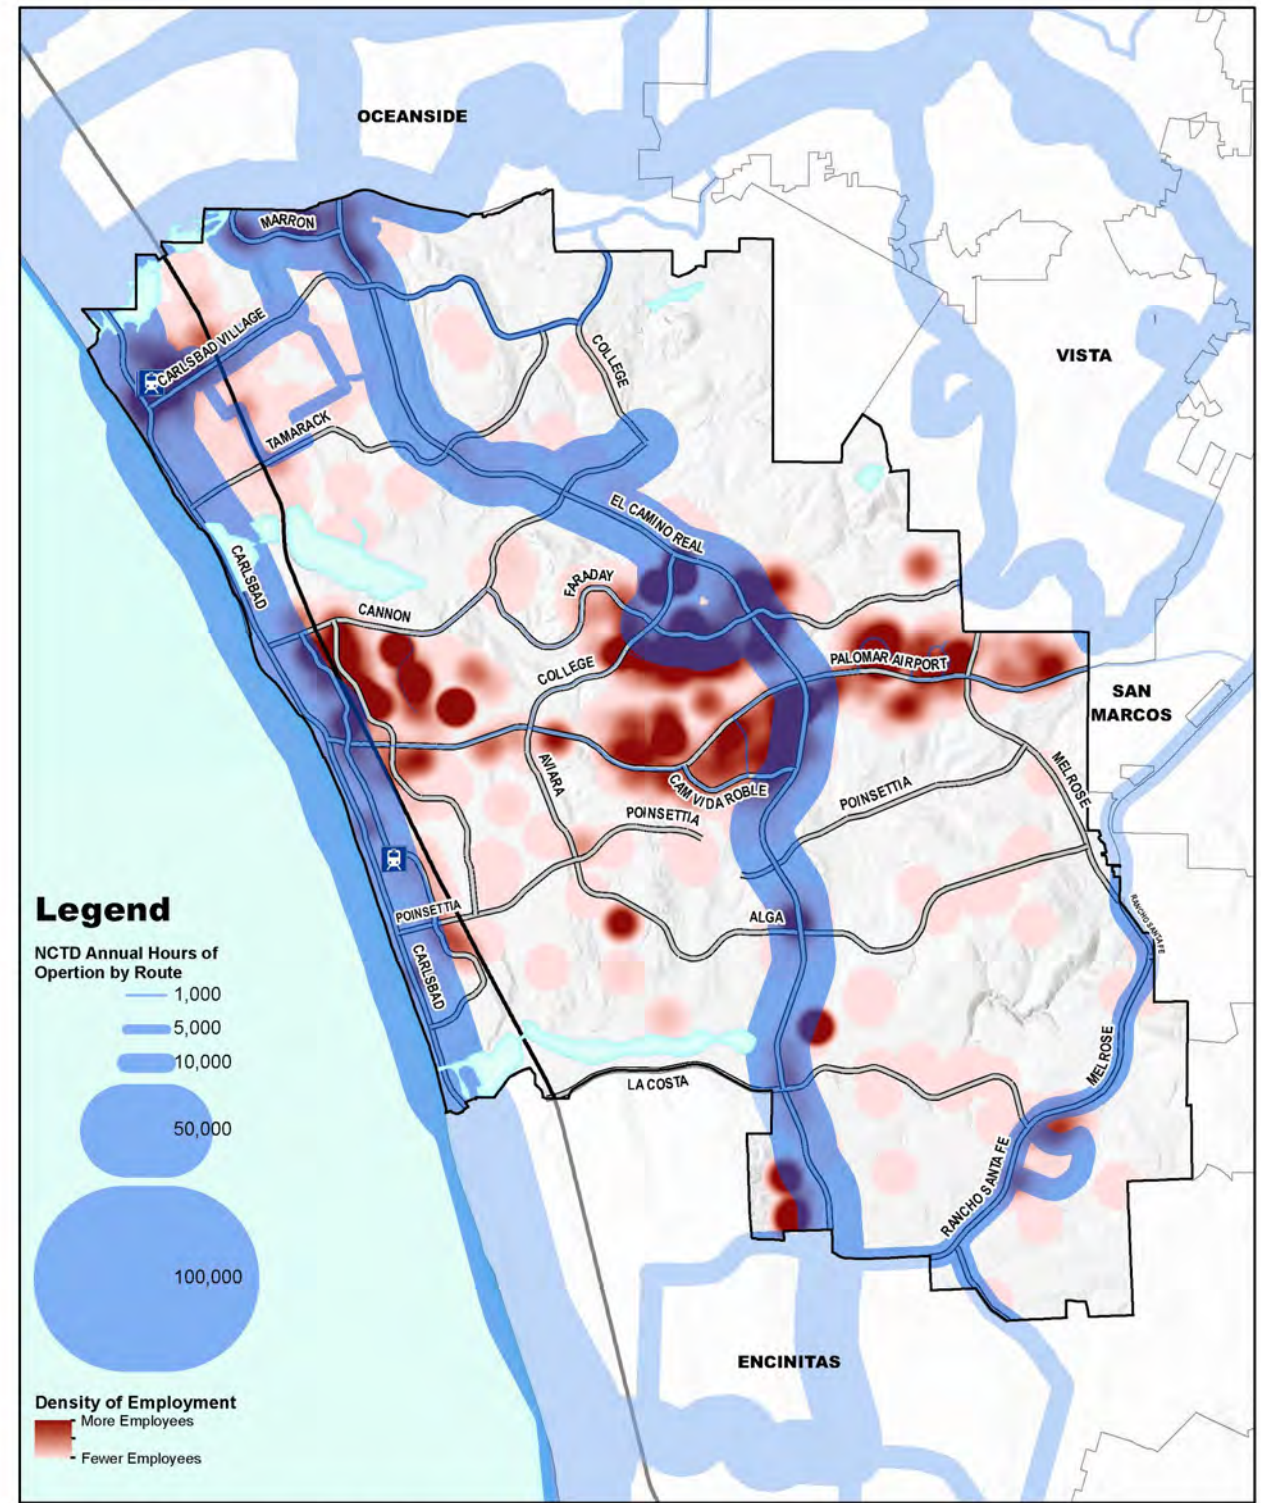 OCEANSIDE
MARRON
CARLSBAD VILLAGE
COLLEGE
VISTA
TAMARACK
EL CAMINO REAL
CARLSBAD
FARADAY
CANNON
COLLEGE
PALOMAR AIRPORT
SAN
MARCOS
AVIARA
CAM VIDA ROBLE
MELROSE
POINSETTIA
POINSETTIA
POINSETTIA
ALGA
RANCHO SANTA FE
CARLSBAD
MELROSE
LA COSTA
RANCHO SANTA FE
ENCINITAS
Legend
NCTD Annual Hours of
Opertion by Route
1,000
5,000
10,000
50,000
100,000
Density of Employment
More Employees
Fewer Employees